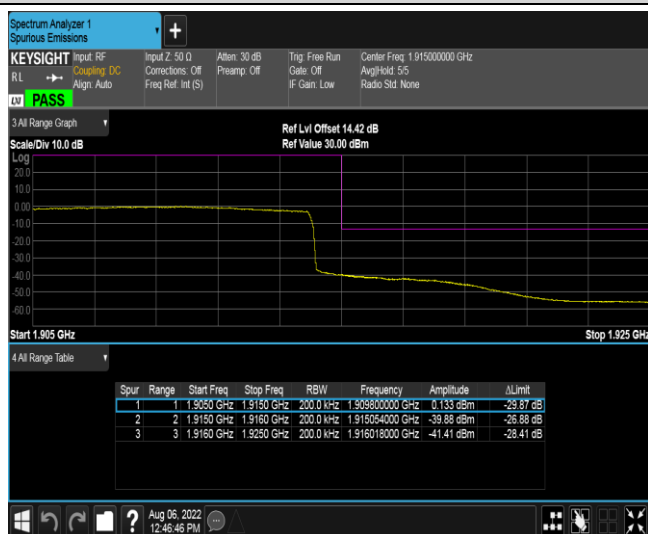 Spectrum Analyzer 1
Spurious Emissions
+
KEYSIGHT Input: RF Input Z: 50 Ω Atten: 30 dB Trig: Free Run Center Freq: 1.915000000 GHz
RL Coupling: DC Corrections: Off Preamp: Off Gate: Off Avg|Hold: 5/5
Align: Auto Freq Ref: Int (S) IF Gain: Low Radio Std: None
LXI PASS
3 All Range Graph
Ref Lvl Offset 14.42 dB
Scale/Div 10.0 dB Ref Value 30.00 dBm
Log
20.0
10.0
0.00
-10.0
-20.0
-30.0
-40.0
-50.0
-60.0
Start 1.905 GHz Stop 1.925 GHz
4 All Range Table
Spur Range Start Freq Stop Freq RBW Frequency Amplitude ΔLimit
1 1 1.9050 GHz 1.9150 GHz 200.0 kHz 1.909800000 GHz 0.133 dBm -29.87 dB
2 2 1.9150 GHz 1.9160 GHz 200.0 kHz 1.915054000 GHz -39.88 dBm -26.88 dB
3 3 1.9160 GHz 1.9250 GHz 200.0 kHz 1.916018000 GHz -41.41 dBm -28.41 dB
? Aug 06, 2022
12:46:46 PM